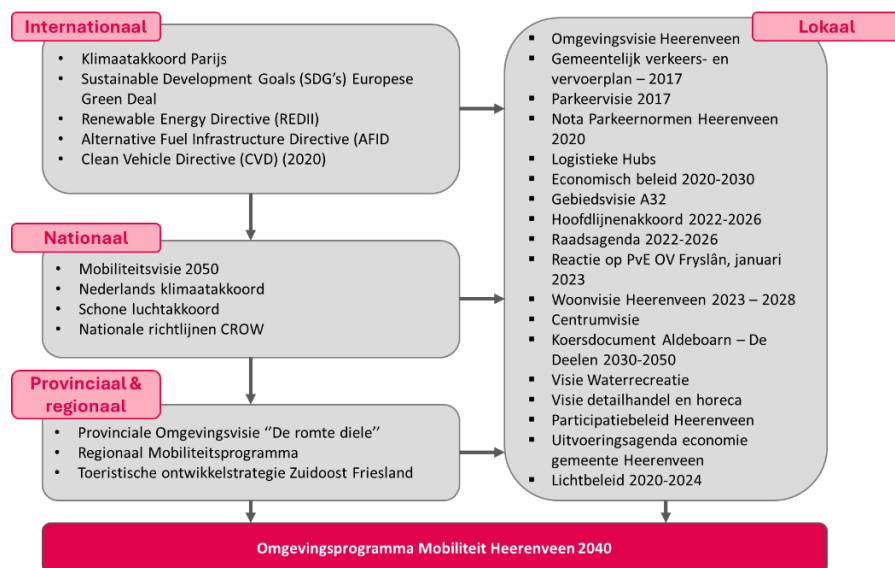 Internationaal
• Klimaatakkoord Parijs
• Sustainable Development Goals (SDG's) Europese
Green Deal
• Renewable Energy Directive (REDII)
• Alternative Fuel Infrastructure Directive (AFID
• Clean Vehicle Directive (CVD) (2020)
Nationaal
• Mobiliteitsvisie 2050
• Nederlands klimaatakkoord
• Schone luchtakkoord
• Nationale richtlijnen CROW
Provinciaal &
regionaal
• Provinciale Omgevingsvisie “De romte diele”
• Regionaal Mobiliteitsprogramma
• Toeristische ontwikkelstrategie Zuidoost Friesland
Lokaal
▪ Omgevingsvisie Heerenveen
▪ Gemeentelijk verkeers- en
vervoerplan – 2017
▪ Parkeervisie 2017
▪ Nota Parkeernormen Heerenveen
2020
▪ Logistieke Hubs
▪ Economisch beleid 2020-2030
▪ Gebiedsvisie A32
▪ Hoofdlijnenakkoord 2022-2026
▪ Raadsagenda 2022-2026
▪ Reactie op PvE OV Fryslân, januari
2023
▪ Woonvisie Heerenveen 2023 – 2028
▪ Centrumvisie
▪ Koersdocument Aldeboarn – De
Deelen 2030-2050
▪ Visie Waterrecreatie
▪ Visie detailhandel en horeca
▪ Participatiebeleid Heerenveen
▪ Uitvoeringsagenda economie
gemeente Heerenveen
▪ Lichtbeleid 2020-2024
Omgevingsprogramma Mobiliteit Heerenveen 2040